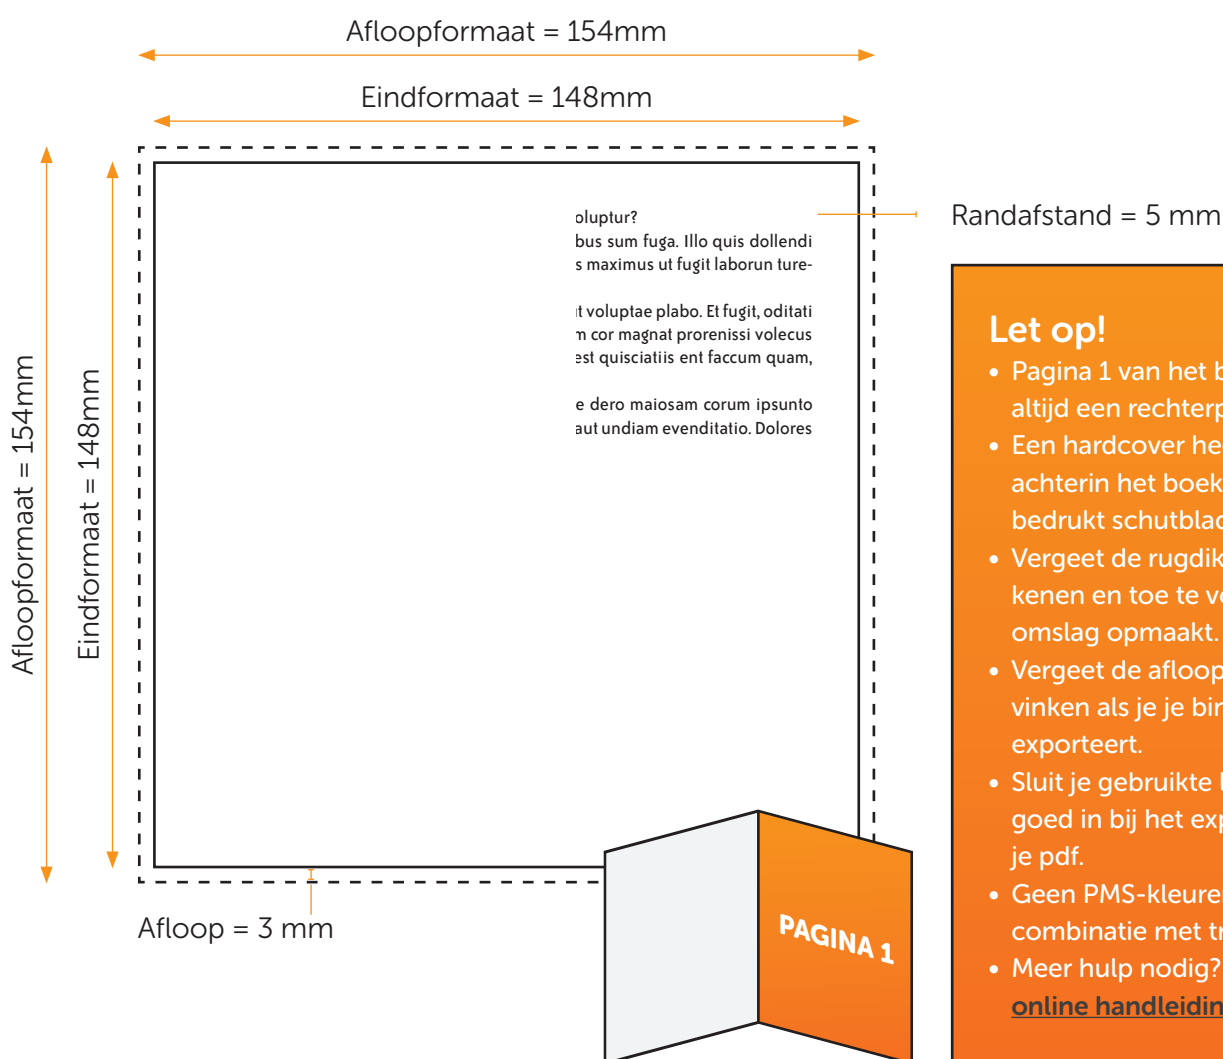 Afloopformaat = 154mm
Eindformaat = 148mm
Afloopformaat = 154mm
Eindformaat = 148mm
oluptur?
bus sum fuga. Illo quis dollendi
s maximus ut fugit laborun ture-
t voluptae plabo. Et fugit, oditati
m cor magnat prorenissi volecus
est quisciatiis ent faccum quam,
e dero maiosam corum ipsunto
aut undiam evenditatio. Dolores
Randafstand = 5 mm
Let op!
• Pagina 1 van het b
altijd een rechterp
• Een hardcover hee
achterin het boek
bedrukt schutblad
• Vergeet de rugdik
kenen en toe te vo
omslag opmaakt.
• Vergeet de afloop
vinken als je je bin
exporteert.
• Sluit je gebruikte l
goed in bij het exp
je pdf.
• Geen PMS-kleuren
combinatie met tr
• Meer hulp nodig?
online handleidin
Afloop = 3 mm
PAGINA 1